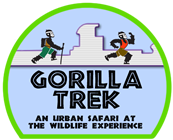 GORILLA
TREK
AN URBAN SAFARI AT
THE WILDLIFE EXPERIENCE